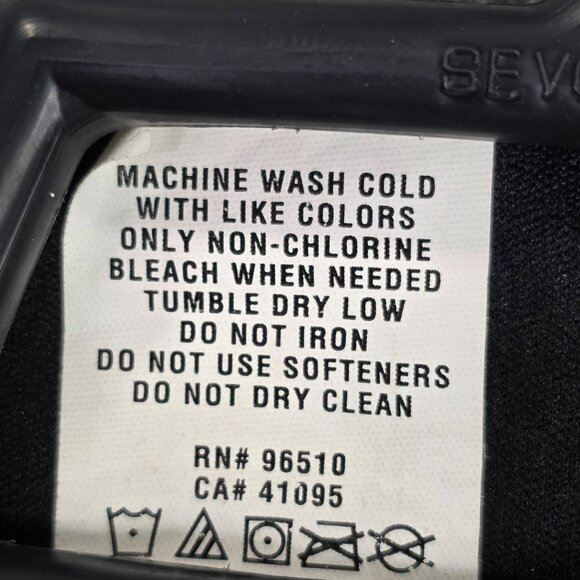 SEV
MACHINE WASH COLD
WITH LIKE COLORS
ONLY NON-CHLORINE
BLEACH WHEN NEEDED
TUMBLE DRY LOW
DO NOT IRON
DO NOT USE SOFTENERS
DO NOT DRY CLEAN
RN# 96510
CA# 41095